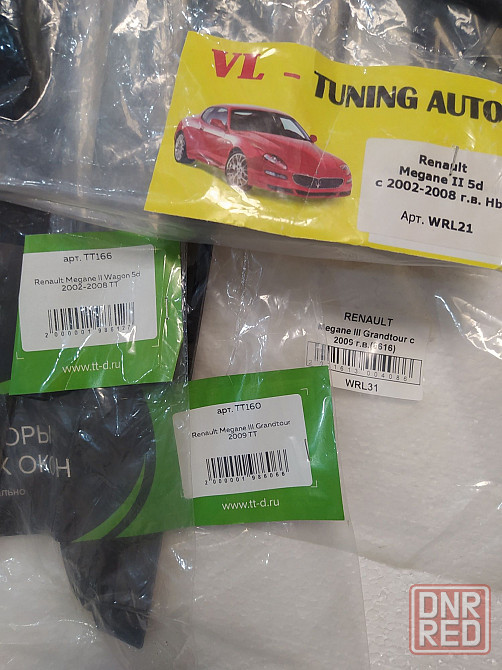 VL - TUNING AUTO
Renault
Megane II 5d
с 2002-2008 г.в. Hb
Арт. WRL21
арт. TT166
Renault Megane II Wagon 5d
2002-2008 TT
www.tt-d.ru
RENAULT
Megane III Grandtour с
2009 г.в.
WRL31
арт. TT160
Renault Megane III Grandtour
2009 TT
2000001986068
www.tt-d.ru
ОКОН
DNR
RED